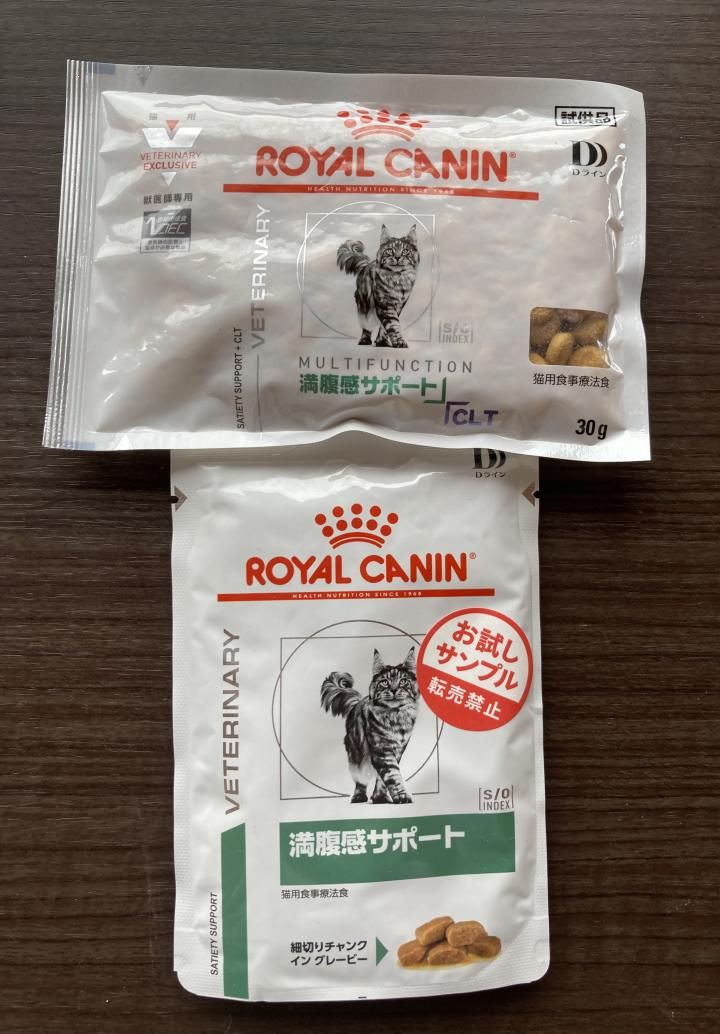 猫 用
試供品
VETERINARY
EXCLUSIVE
獣医師専用
ROYAL CANIN®
HEALTH NUTRITION SINCE 1968
D
Dライン
VETERINARY
SATIETY SUPPORT + CLT
S/O
INDEX
MULTIFUNCTION
満腹感サポート
CLT
猫用食事療法食
30g
D
Dライン
ROYAL CANIN®
HEALTH NUTRITION SINCE 1968
お試し
サンプル
転売禁止
VETERINARY
S/O
INDEX
満腹感サポート
猫用食事療法食
SATIETY SUPPORT
細切りチャンク
イン グレービー